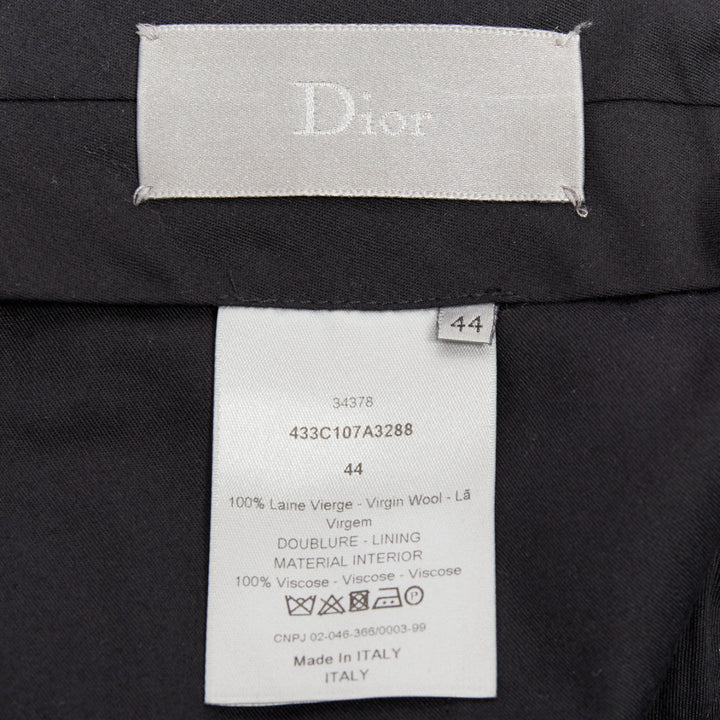 Dior
44
34378
433C107A3288
44
100% Laine Vierge - Virgin Wool - Lã
Virgem
DOUBLURE - LINING
MATERIAL INTERIOR
100% Viscose - Viscose - Viscose
CNPJ 02-046-366/0003-99
Made In ITALY
ITALY